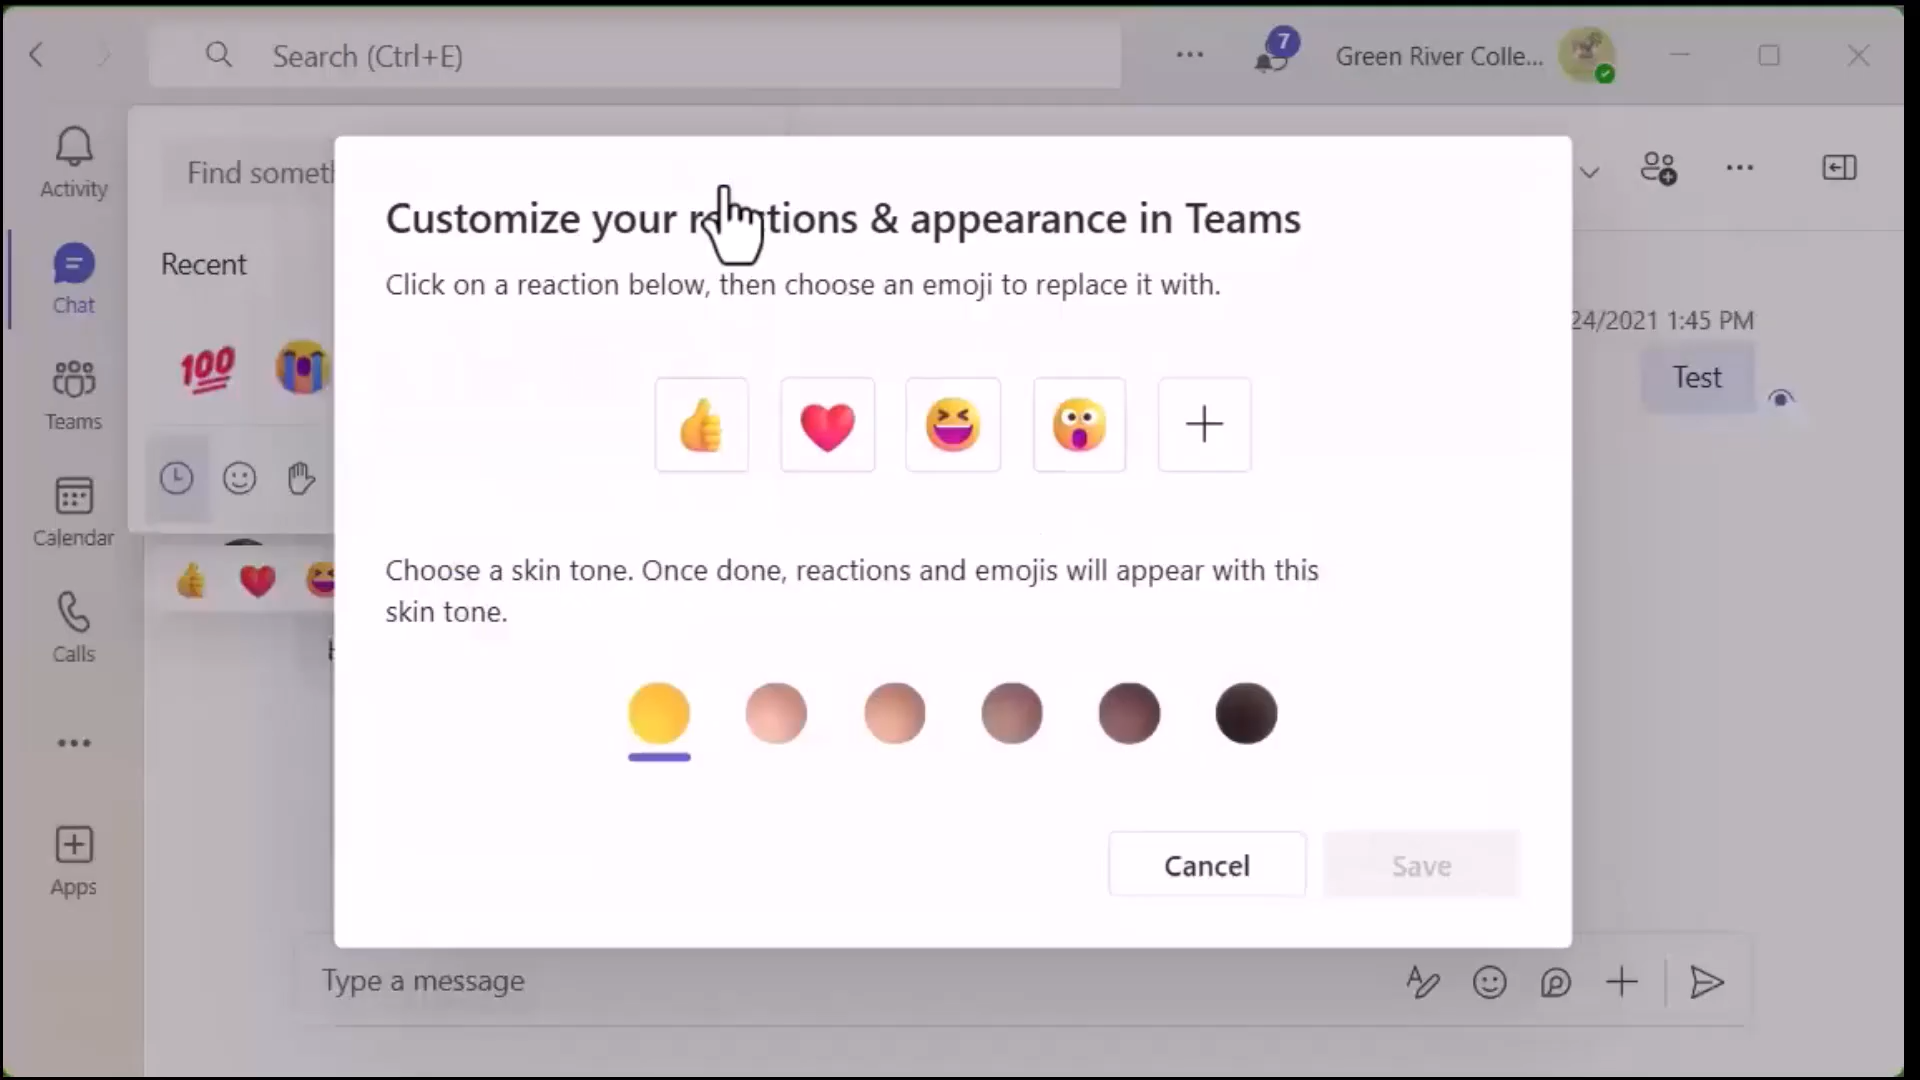 Search (Ctrl+E)
7
Green River Colle...
Activity
Find someth
Customize your reactions & appearance in Teams
Recent
Click on a reaction below, then choose an emoji to replace it with.
Chat
24/2021 1:45 PM
100
Test
Teams
Calendar
Choose a skin tone. Once done, reactions and emojis will appear with this
skin tone.
Calls
Cancel
Save
Apps
Type a message